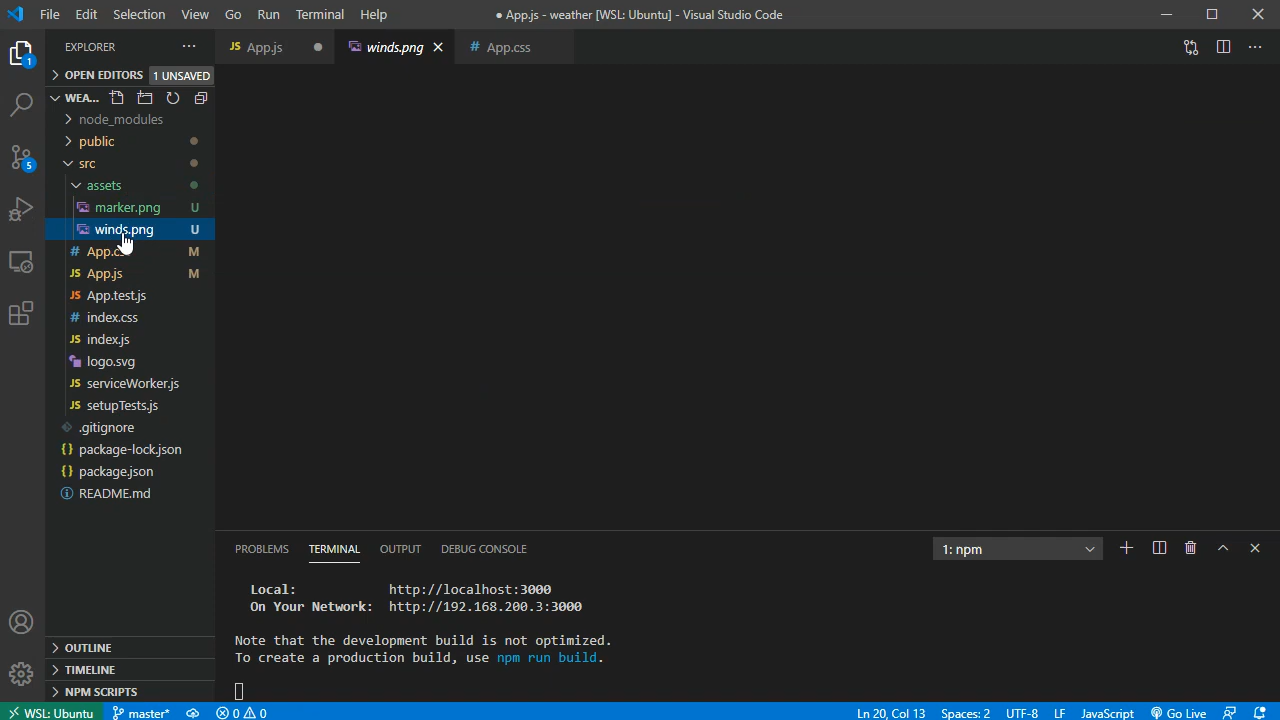 File Edit Selection View Go Run Terminal Help
● App.js - weather [WSL: Ubuntu] - Visual Studio Code
EXPLORER
JS App.js
winds.png
# App.css
1
OPEN EDITORS 1 UNSAVED
WEA...
node_modules
public
src
5
assets
marker.png U
winds.png U
# App.c M
JS App.js M
JS App.test.js
# index.css
JS index.js
logo.svg
JS serviceWorker.js
JS setupTests.js
.gitignore
{} package-lock.json
{} package.json
README.md
PROBLEMS TERMINAL OUTPUT DEBUG CONSOLE
1: npm
Local: http://localhost:3000
On Your Network: http://192.168.200.3:3000
Note that the development build is not optimized.
To create a production build, use npm run build.
OUTLINE
TIMELINE
NPM SCRIPTS
WSL: Ubuntu master* 0 0
Ln 20, Col 13 Spaces: 2 UTF-8 LF JavaScript Go Live